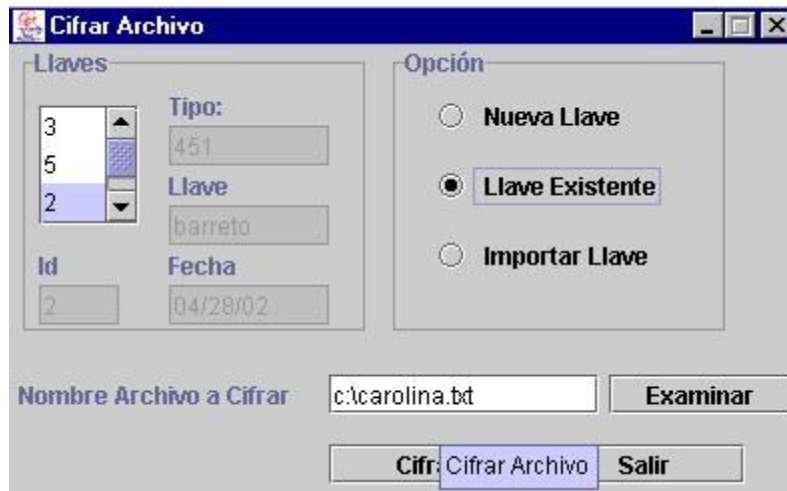 Cifrar Archivo
Llaves
3
5
2
Tipo:
451
Llave
barreto
Id
2
Fecha
04/28/02
Opción
Nueva Llave
Llave Existente
Importar Llave
Nombre Archivo a Cifrar
c:\carolina.txt
Examinar
Cifr
Cifrar Archivo
Salir